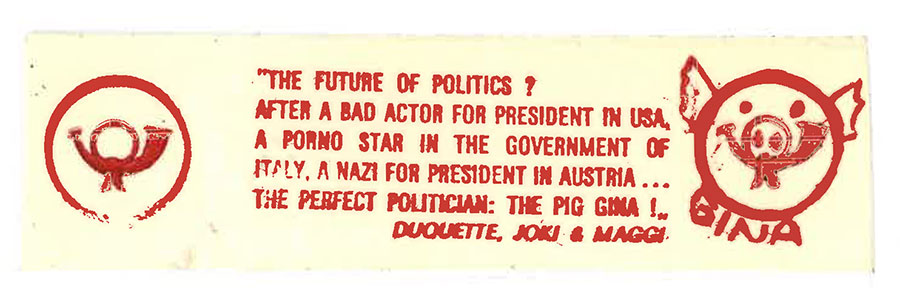 "THE FUTURE OF POLITICS ?
AFTER A BAD ACTOR FOR PRESIDENT IN USA,
A PORNO STAR IN THE GOVERNMENT OF
ITALY, A NAZI FOR PRESIDENT IN AUSTRIA ...
THE PERFECT POLITICIAN: THE PIG GINA !„
DUQUETTE, JOKI & MAGGI.
GINA